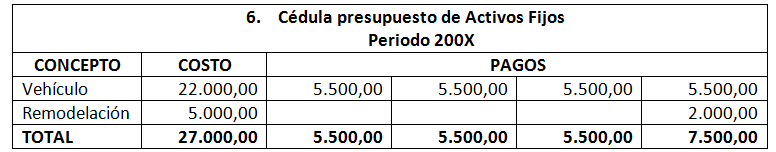 6. Cédula presupuesto de Activos Fijos
Periodo 200X
CONCEPTO COSTO PAGOS
Vehículo 22.000,00 5.500,00 5.500,00 5.500,00 5.500,00
Remodelación 5.000,00 2.000,00
TOTAL 27.000,00 5.500,00 5.500,00 5.500,00 7.500,00